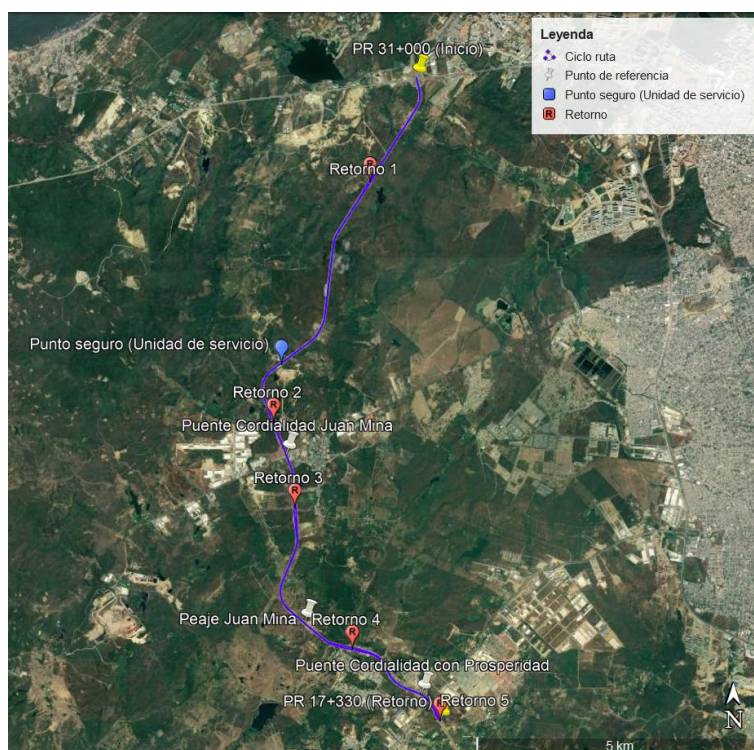 Leyenda
Ciclo ruta
Punto de referencia
Punto seguro (Unidad de servicio)
R Retorno
PR 31+000 (Inicio)
R
Retorno 1
Punto seguro (Unidad de servicio)
Retorno 2
R
Puente Cordialidad Juan Mina
Retorno 3
R
Peaje Juan Mina
Retorno 4
R
Puente Cordialidad con Prosperidad
PR 17+330 (Retorno)
Retorno 5
R
N
5 km